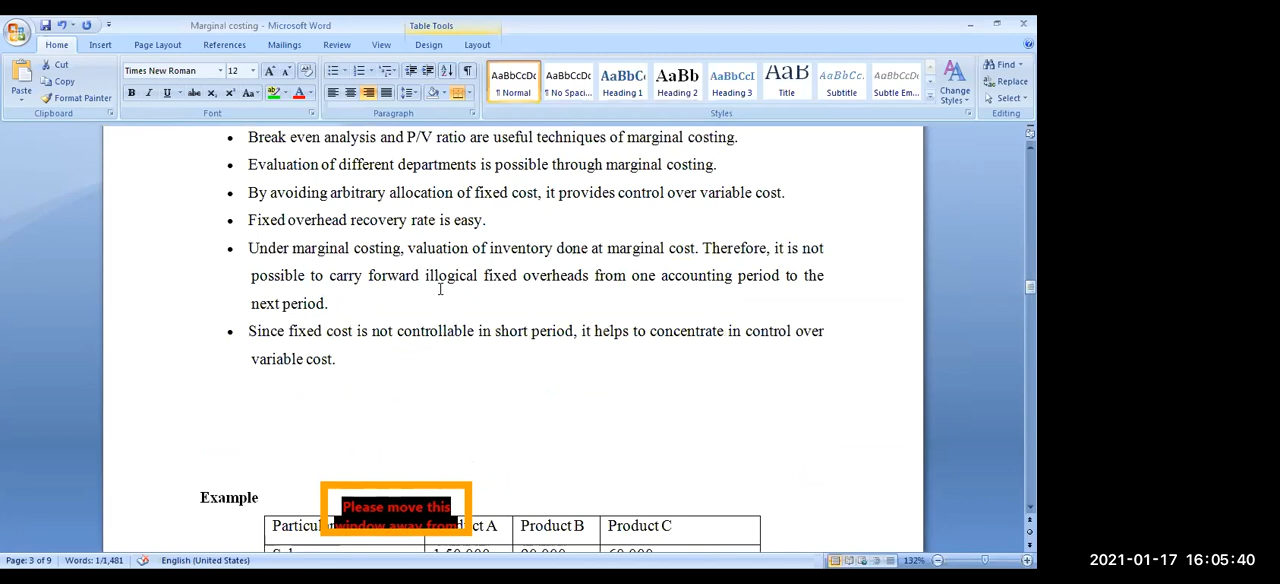 Marginal costing - Microsoft Word
Table Tools
Home Insert Page Layout References Mailings Review View Design Layout
Cut
Copy
Format Painter
Paste
Clipboard
Times New Roman 12
B I U abc x₂ x² Aa A
Font
Paragraph
AaBbCcDc AaBbCcDc AaBbC( AaBb AaBbCcI AaB AaBbCc. AaBbCcDc
¶ Normal ¶ No Spaci... Heading 1 Heading 2 Heading 3 Title Subtitle Subtle Em...
Change
Styles
Styles
Find
Replace
Select
Editing
• Break even analysis and P/V ratio are useful techniques of marginal costing.
• Evaluation of different departments is possible through marginal costing.
• By avoiding arbitrary allocation of fixed cost, it provides control over variable cost.
• Fixed overhead recovery rate is easy.
• Under marginal costing, valuation of inventory done at marginal cost. Therefore, it is not
possible to carry forward illogical fixed overheads from one accounting period to the
next period.
• Since fixed cost is not controllable in short period, it helps to concentrate in control over
variable cost.
Example
Please move this
window away from
Product B Product C
Page: 3 of 9 Words: 1/1,481 English (United States) 132%
2021-01-17 16:05:40